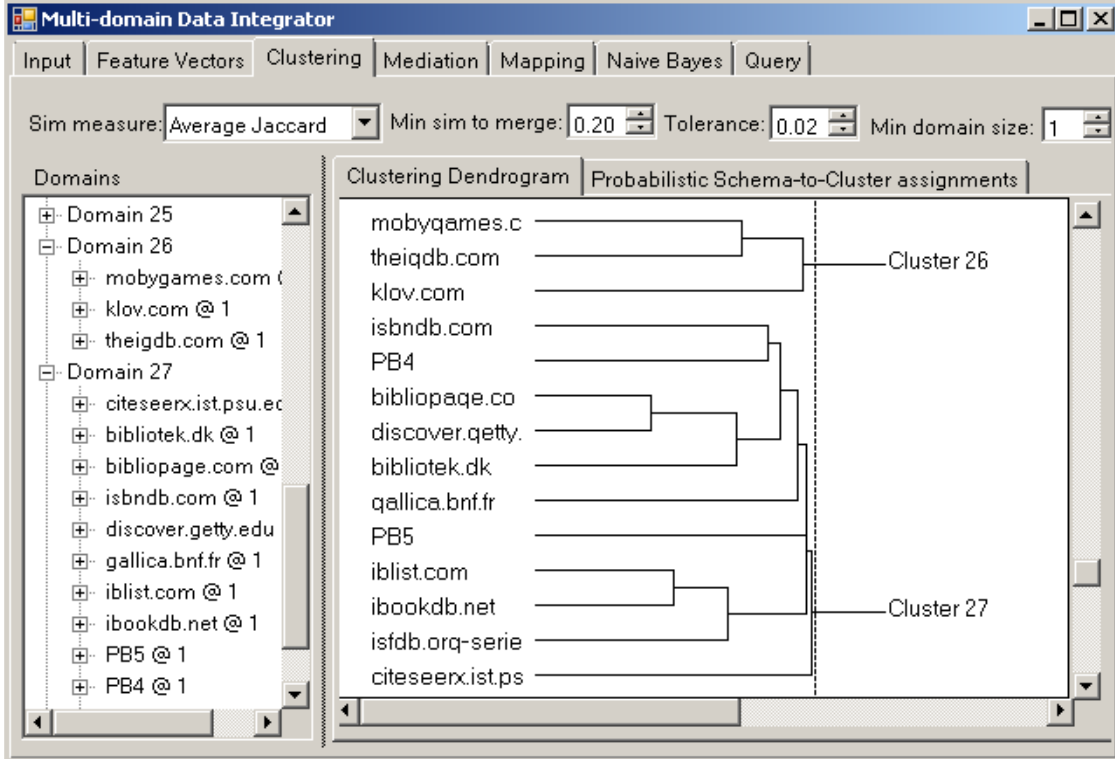 Multi-domain Data Integrator
Input Feature Vectors Clustering Mediation Mapping Naive Bayes Query
Sim measure: Average Jaccard Min sim to merge: 0.20 Tolerance: 0.02 Min domain size: 1
Domains
Domain 25
Domain 26
mobygames.com (
klov.com @ 1
theigdb.com @ 1
Domain 27
citeseerx.ist.psu.ec
bibliotek.dk @ 1
bibliopage.com @
isbndb.com @ 1
discover.getty.edu
gallica.bnf.fr @ 1
iblist.com @ 1
ibookdb.net @ 1
PB5 @ 1
PB4 @ 1
Clustering Dendrogram Probabilistic Schema-to-Cluster assignments
mobygames.c
theigdb.com
Cluster 26
klov.com
isbndb.com
PB4
bibliopage.co
discover.getty.
bibliotek.dk
gallica.bnf.fr
PB5
iblist.com
ibookdb.net
Cluster 27
isfdb.org-serie
citeseerx.ist.ps